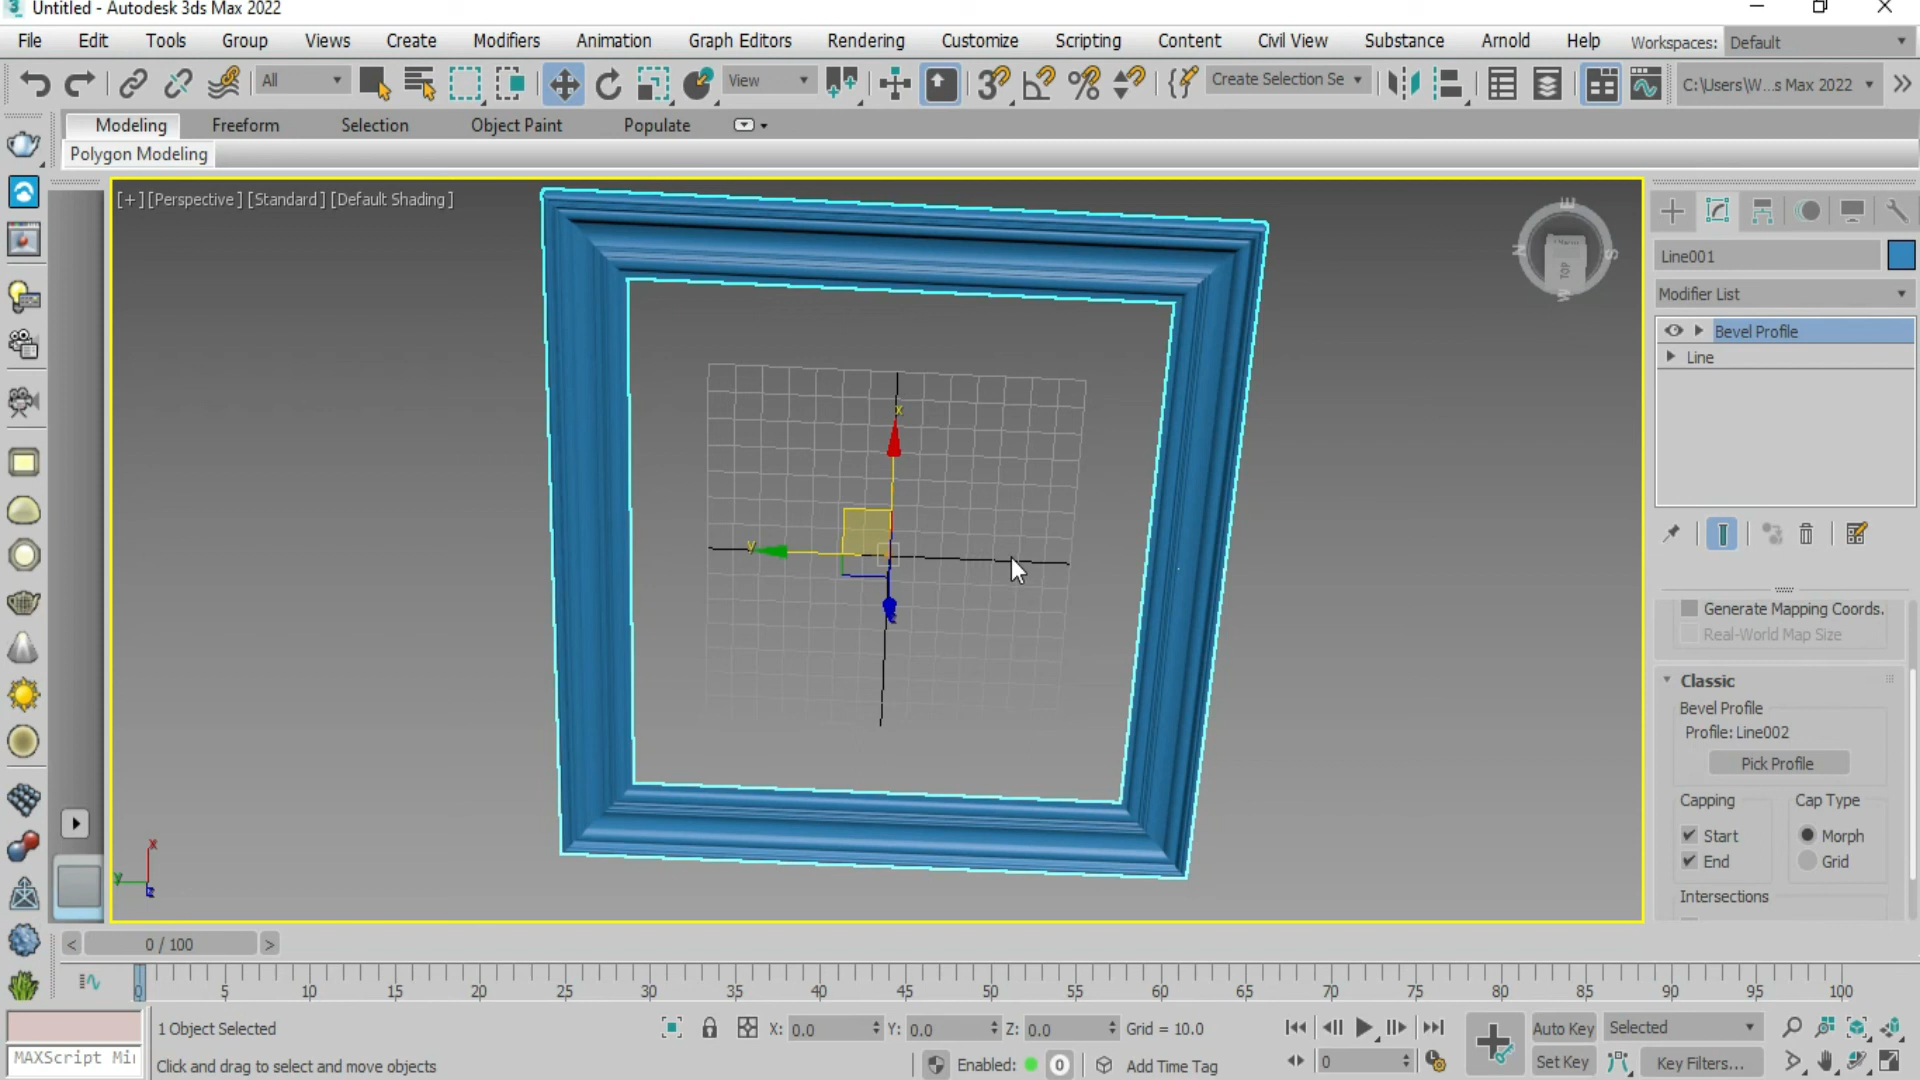 Untitled - Autodesk 3ds Max 2022
File Edit Tools Group Views Create Modifiers Animation Graph Editors Rendering Customize Scripting Content Civil View Substance Arnold Help Workspaces: Default
All View Create Selection Se C:\Users\W...s Max 2022
Modeling Freeform Selection Object Paint Populate
Polygon Modeling
[+] [Perspective] [Standard] [Default Shading]
Line001
Modifier List
Bevel Profile
Line
Generate Mapping Coords.
Real-World Map Size
Classic
Bevel Profile
Profile: Line002
Pick Profile
Capping Cap Type
Start Morph
End Grid
Intersections
E
N S
TOP
W
x
y
x
y
z
< 0 / 100 >
0 5 10 15 20 25 30 35 40 45 50 55 60 65 70 75 80 85 90 95 100
1 Object Selected X: 0.0 Y: 0.0 Z: 0.0 Grid = 10.0 Auto Key Selected
MAXScript Mi Click and drag to select and move objects Enabled: 0 Add Time Tag 0 Set Key Key Filters...